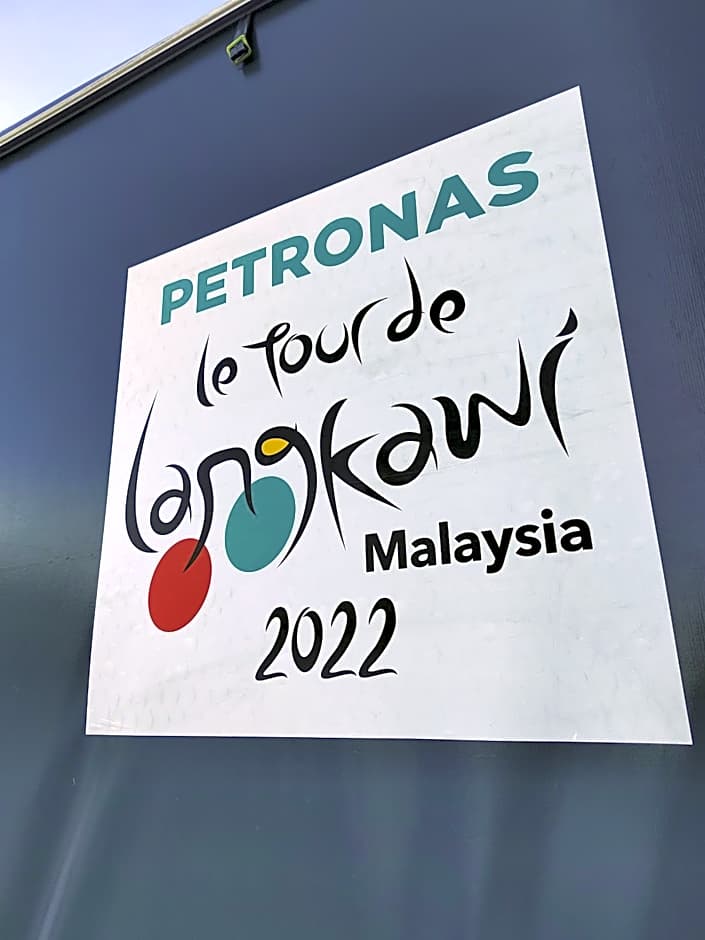 PETRONAS
le Tour de
langkawi
Malaysia
2022